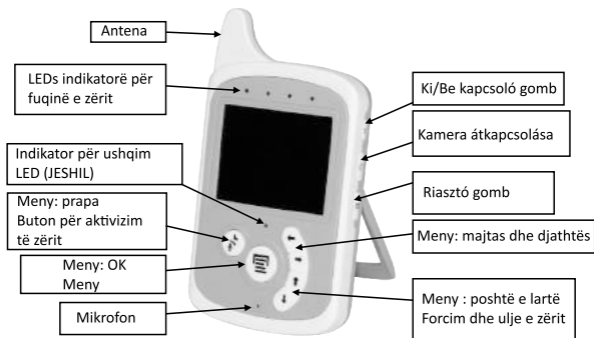 Antena
LEDs indikatorë për
fuqinë e zërit
Indikator për ushqim
LED (JESHIL)
Meny: prapa
Buton për aktivizim
të zërit
Meny: OK
Meny
Mikrofon
Ki/Be kapcsoló gomb
Kamera átkapcsolása
Riasztó gomb
Meny: majtas dhe djathtës
Meny : poshtë e lartë
Forcim dhe ulje e zërit